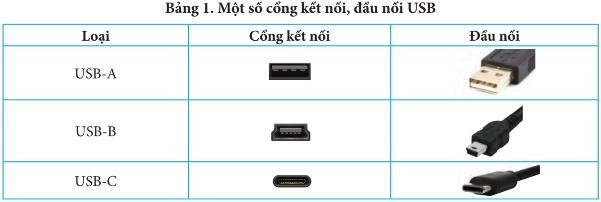 Bảng 1. Một số cổng kết nối, đầu nối USB
Loại Cổng kết nối Đầu nối
USB-A
USB-B
USB-C